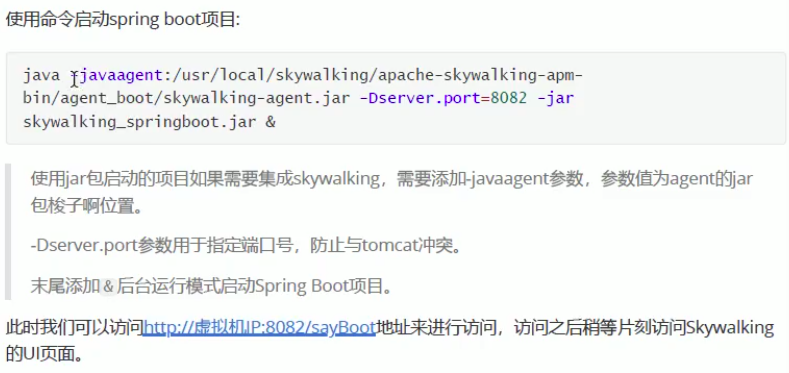 使用命令启动spring boot项目:
java -javaagent:/usr/local/skywalking/apache-skywalking-apm-
bin/agent_boot/skywalking-agent.jar -Dserver.port=8082 -jar
skywalking_springboot.jar &
使用jar包启动的项目如果需要集成skywalking，需要添加-javaagent参数，参数值为agent的jar
包梭子啊位置。
-Dserver.port参数用于指定端口号，防止与tomcat冲突。
末尾添加&后台运行模式启动Spring Boot项目。
此时我们可以访问http://虚拟机IP:8082/sayBoot地址来进行访问，访问之后稍等片刻访问Skywalking
的UI页面。